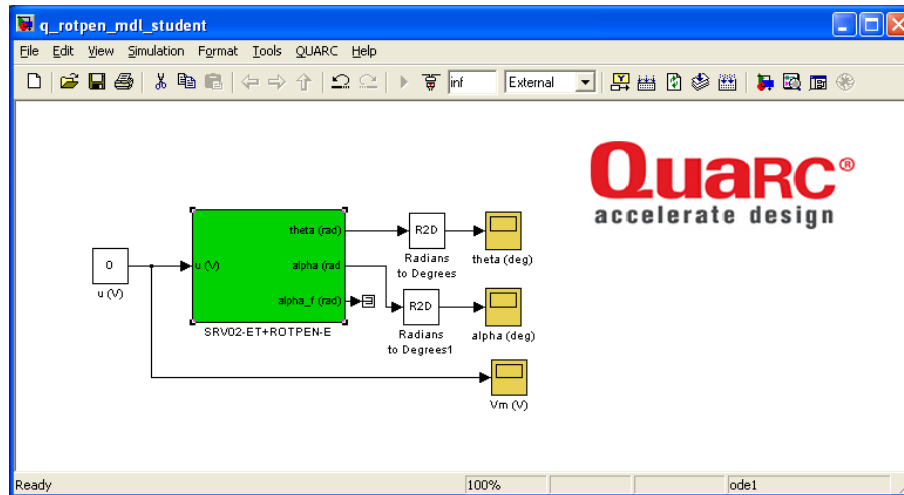 q_rotpen_mdl_student
File Edit View Simulation Format Tools QUARC Help
inf External
QUARC®
accelerate design
theta (rad)
R2D
theta (deg)
Radians
to Degrees
0
u (V)
u (V)
alpha (rad
alpha_f (rad)
SRV02-ET+ROTPEN-E
R2D
alpha (deg)
Radians
to Degrees1
Vm (V)
Ready 100% ode1